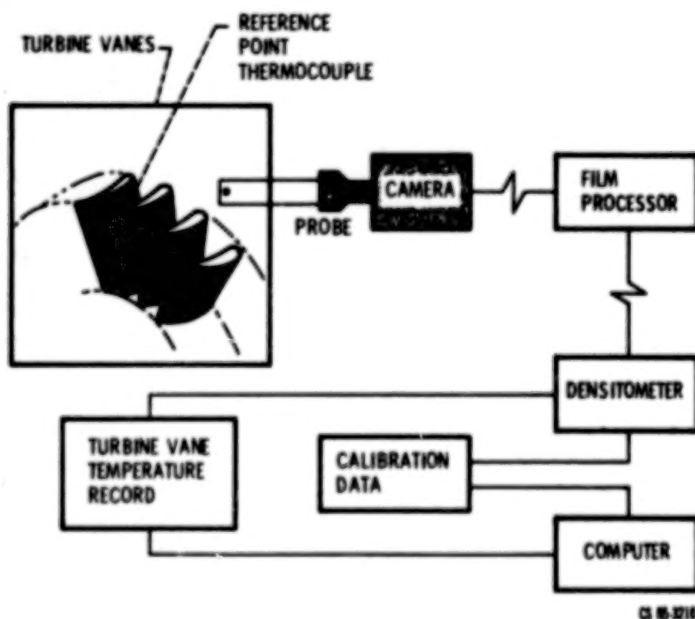 TURBINE VANES
REFERENCE
POINT
THERMOCOUPLE
PROBE
CAMERA
FILM
PROCESSOR
DENSITOMETER
TURBINE VANE
TEMPERATURE
RECORD
CALIBRATION
DATA
COMPUTER